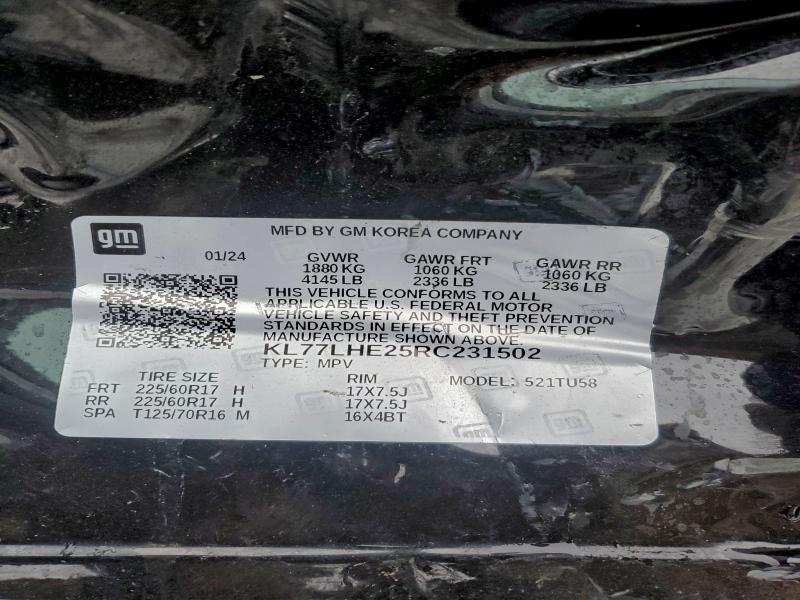 gm
MFD BY GM KOREA COMPANY
01/24 GVWR GAWR FRT GAWR RR
1880 KG 1060 KG 1060 KG
4145 LB 2336 LB 2336 LB
THIS VEHICLE CONFORMS TO ALL
APPLICABLE U.S. FEDERAL MOTOR
VEHICLE SAFETY AND THEFT PREVENTION
STANDARDS IN EFFECT ON THE DATE OF
MANUFACTURE SHOWN ABOVE.
KL77LHE25RC231502
TYPE: MPV
TIRE SIZE RIM MODEL: 521TU58
FRT 225/60R17 H 17X7.5J
RR 225/60R17 H 17X7.5J
SPA T125/70R16 M 16X4BT